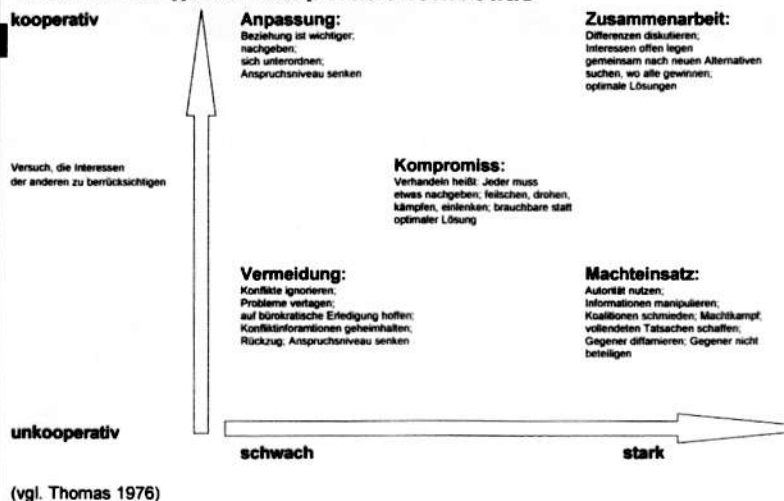 kooperativ
Anpassung:
Beziehung ist wichtiger;
nachgeben;
sich unterordnen;
Anspruchsniveau senken
Zusammenarbeit:
Differenzen diskutieren;
Interessen offen legen
gemeinsam nach neuen Alternativen
suchen, wo alle gewinnen;
optimale Lösungen
Versuch, die Interessen
der anderen zu berrücksichtigen
Kompromiss:
Verhandeln heißt: Jeder muss
etwas nachgeben; feilschen, drohen,
kämpfen, einlenken; brauchbare statt
optimaler Lösung
Vermeidung:
Konflikte ignorieren;
Probleme vertagen;
auf bürokratische Erledigung hoffen;
Konfliktinforamtionen geheimhalten;
Rückzug; Anspruchsniveau senken
Machteinsatz:
Autorität nutzen;
Informationen manipulieren;
Koalitionen schmieden; Machtkampf;
vollendeten Tatsachen schaffen;
Gegner diffamieren; Gegner nicht
beteiligen
unkooperativ
schwach
stark
(vgl. Thomas 1976)